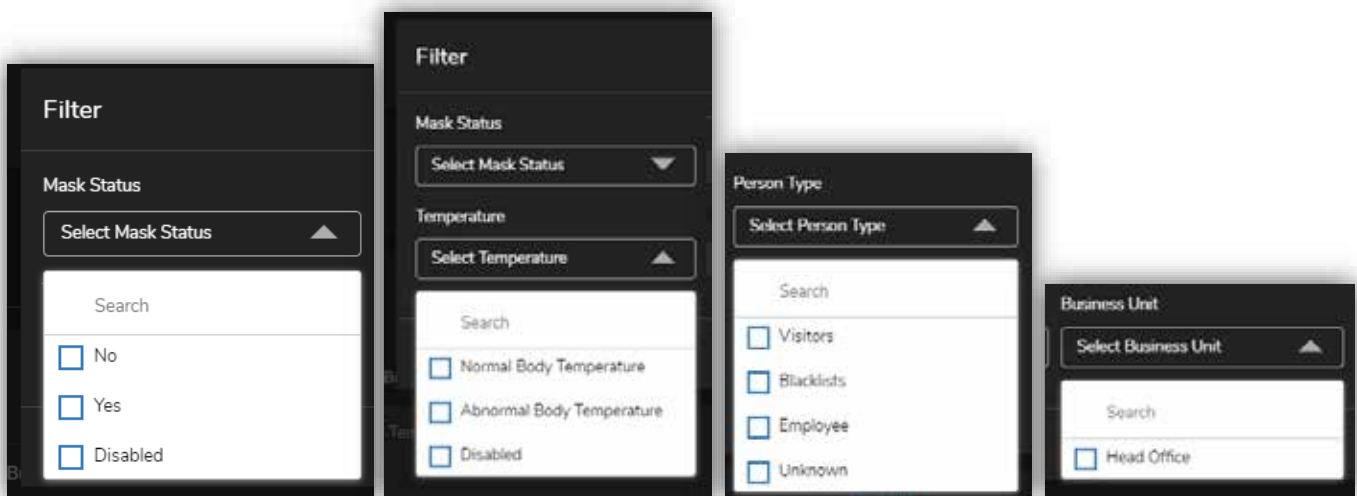 Filter
Mask Status
Select Mask Status
Search
No
Yes
Disabled
Filter
Mask Status
Select Mask Status
Temperature
Select Temperature
Search
Normal Body Temperature
Abnormal Body Temperature
Disabled
Person Type
Select Person Type
Search
Visitors
Blacklists
Employee
Unknown
Business Unit
Select Business Unit
Search
Head Office